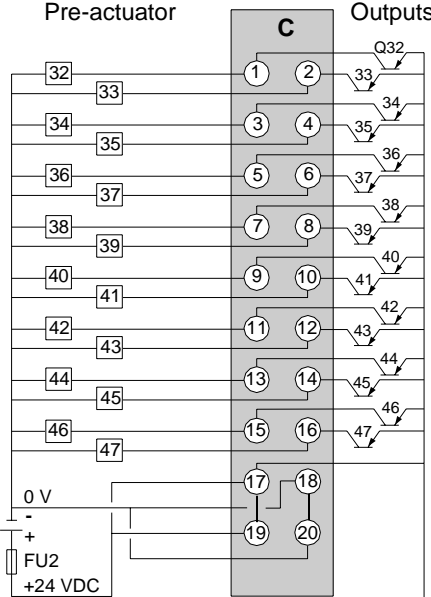 Pre-actuator C Outputs
Q32
32 1 2 33
33
34
34 3 4 35
35
36
36 5 6 37
37
38
38 7 8 39
39
40
40 9 10 41
41
42
42 11 12 43
43
44
44 13 14 45
45
46
46 15 16 47
47
17 18
0 V
-
+ 19 20
FU2
+24 VDC